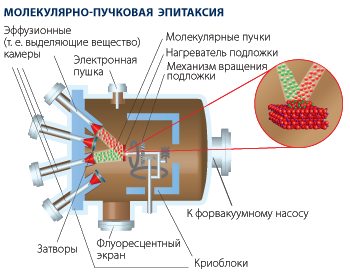 МОЛЕКУЛЯРНО-ПУЧКОВАЯ ЭПИТАКСИЯ
Эффузионные
(т. е. выделяющие вещество)
камеры
Электронная
пушка
Молекулярные пучки
Нагреватель подложки
Механизм вращения
подложки
К форвакуумному насосу
Затворы
Флуоресцентный
экран
Криоблоки